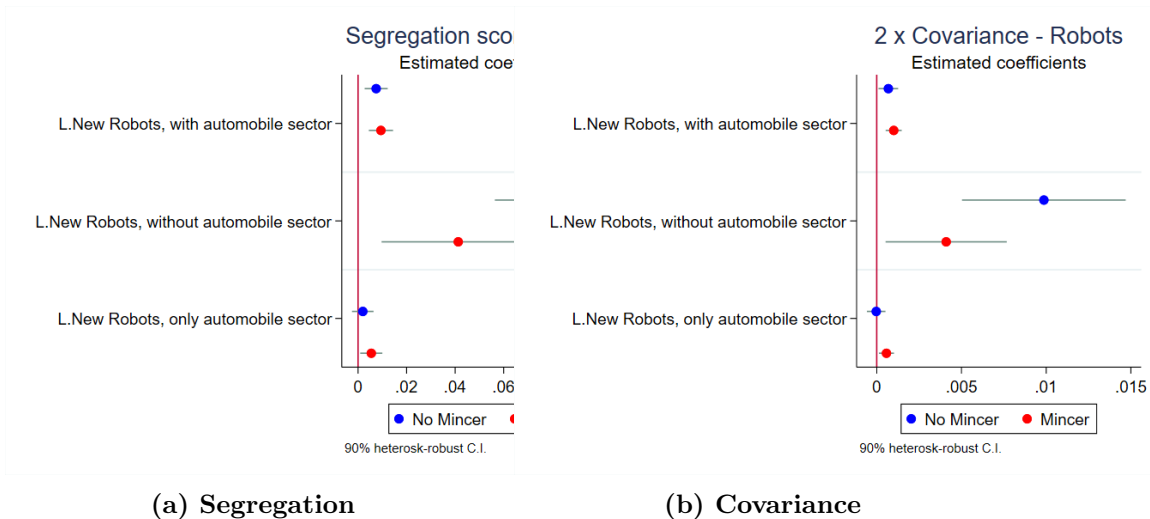 Segregation sco
Estimated coe
L.New Robots, with automobile sector
L.New Robots, without automobile sector
L.New Robots, only automobile sector
0 .02 .04 .06
No Mincer
90% heterosk-robust C.I.
(a) Segregation
2 x Covariance - Robots
Estimated coefficients
L.New Robots, with automobile sector
L.New Robots, without automobile sector
L.New Robots, only automobile sector
0 .005 .01 .015
No Mincer Mincer
90% heterosk-robust C.I.
(b) Covariance